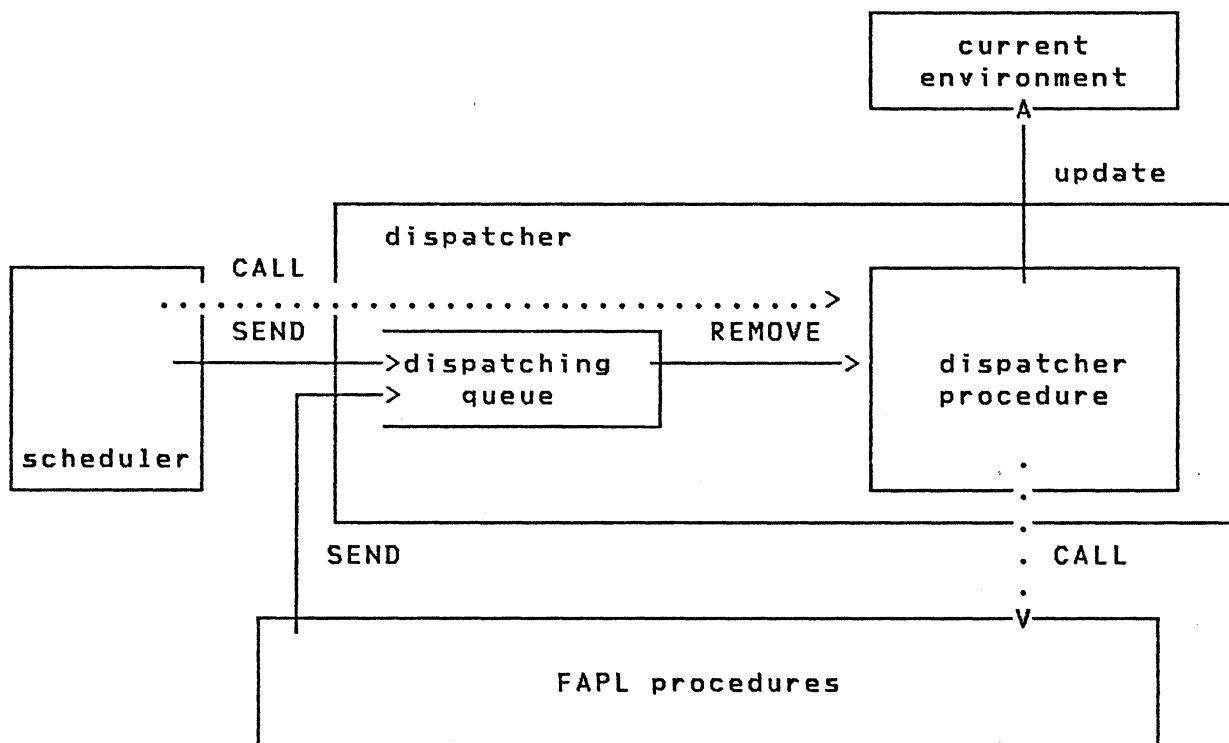 current
environment
update
dispatcher
CALL
SEND
REMOVE
dispatching
queue
dispatcher
procedure
scheduler
SEND
CALL
FAPL procedures